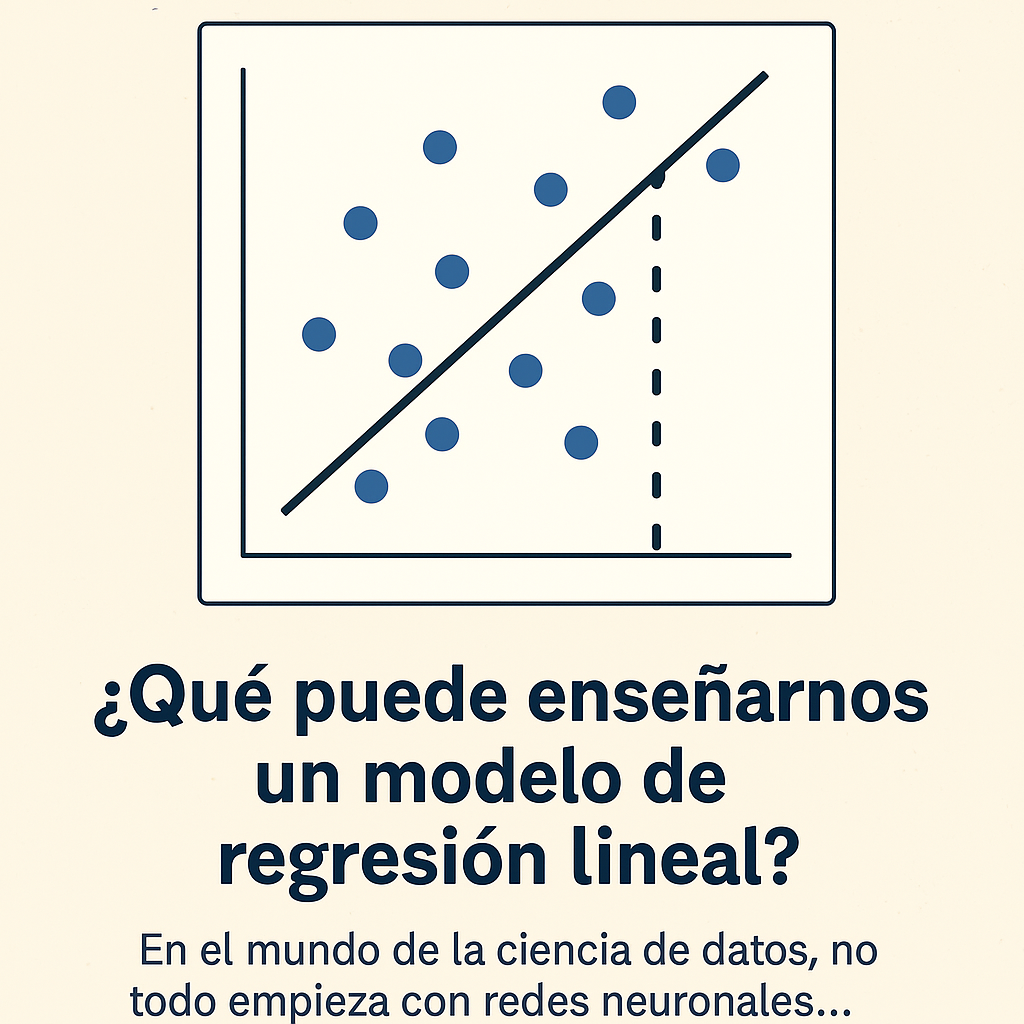 ¿Qué puede enseñarnos
un modelo de
regresión lineal?
En el mundo de la ciencia de datos, no
todo empieza con redes neuronales...